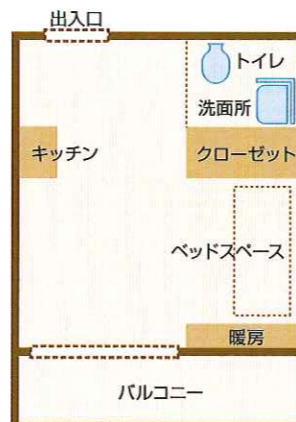 出入口
トイレ
洗面所
キッチン
クローゼット
ベッドスペース
暖房
バルコニー